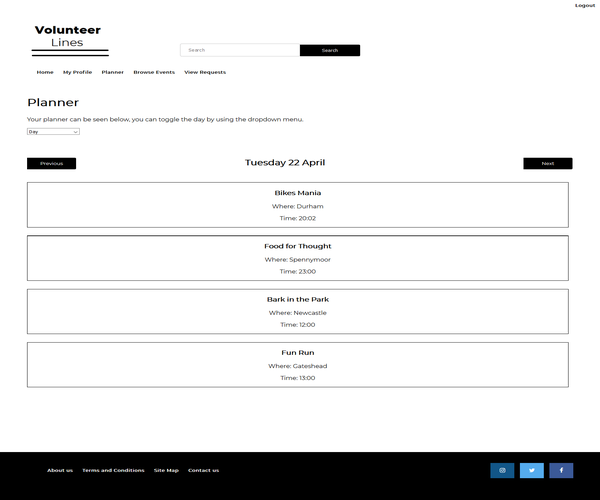 Logout
Volunteer
Lines
Search
Search
Home
My Profile
Planner
Browse Events
View Requests
Planner
Your planner can be seen below, you can toggle the day by using the dropdown menu.
Day
Previous
Tuesday 22 April
Next
Bikes Mania
Where: Durham
Time: 20:02
Food for Thought
Where: Spennymoor
Time: 23:00
Bark in the Park
Where: Newcastle
Time: 12:00
Fun Run
Where: Gateshead
Time: 13:00
About us
Terms and Conditions
Site Map
Contact us